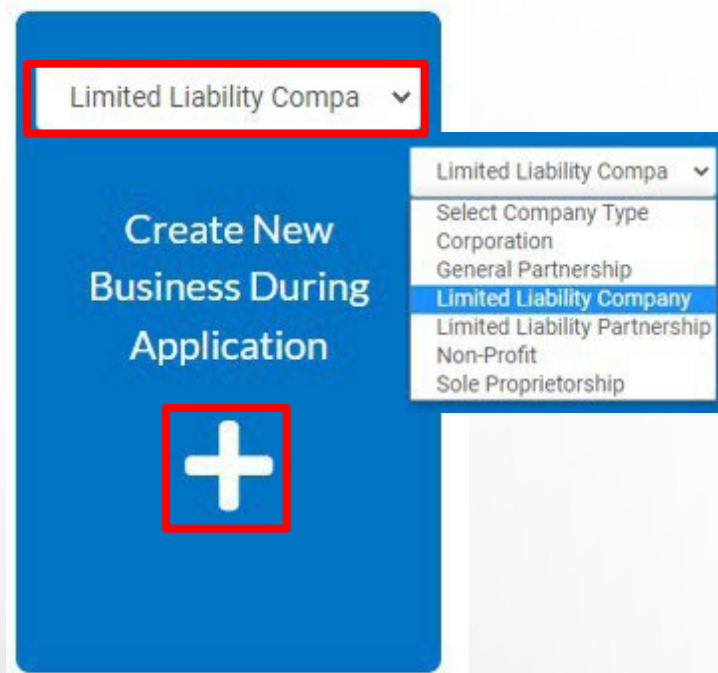 Limited Liability Compa
Create New
Business During
Application
Limited Liability Compa
Select Company Type
Corporation
General Partnership
Limited Liability Company
Limited Liability Partnership
Non-Profit
Sole Proprietorship